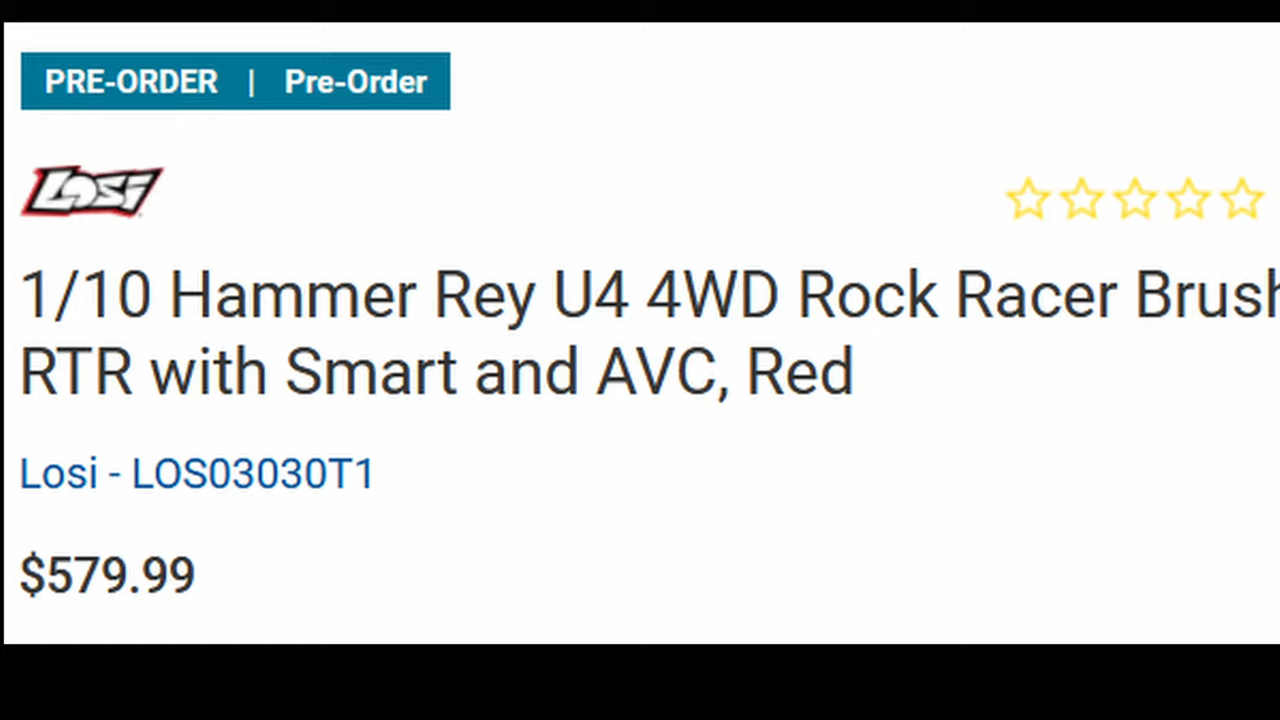 PRE-ORDER | Pre-Order
Losi
1/10 Hammer Rey U4 4WD Rock Racer Brush
RTR with Smart and AVC, Red
Losi - LOS03030T1
$579.99